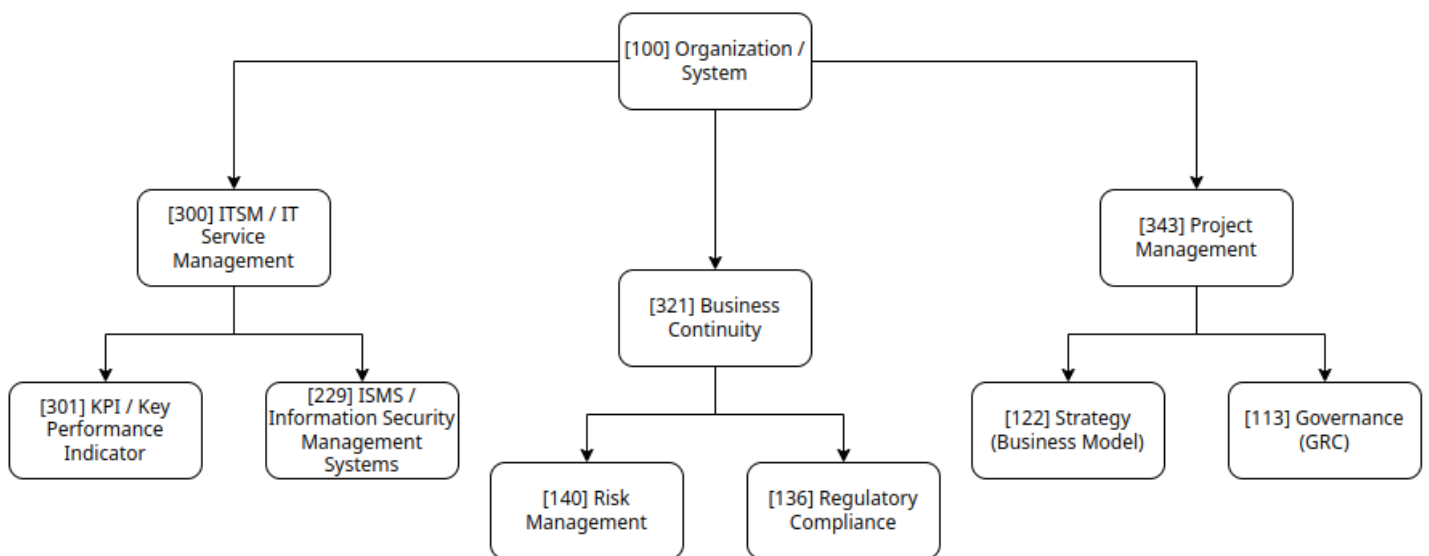 [100] Organization /
System
[300] ITSM / IT
Service
Management
[343] Project
Management
[321] Business
Continuity
[301] KPI / Key
Performance
Indicator
[229] ISMS /
Information Security
Management
Systems
[122] Strategy
(Business Model)
[113] Governance
(GRC)
[140] Risk
Management
[136] Regulatory
Compliance